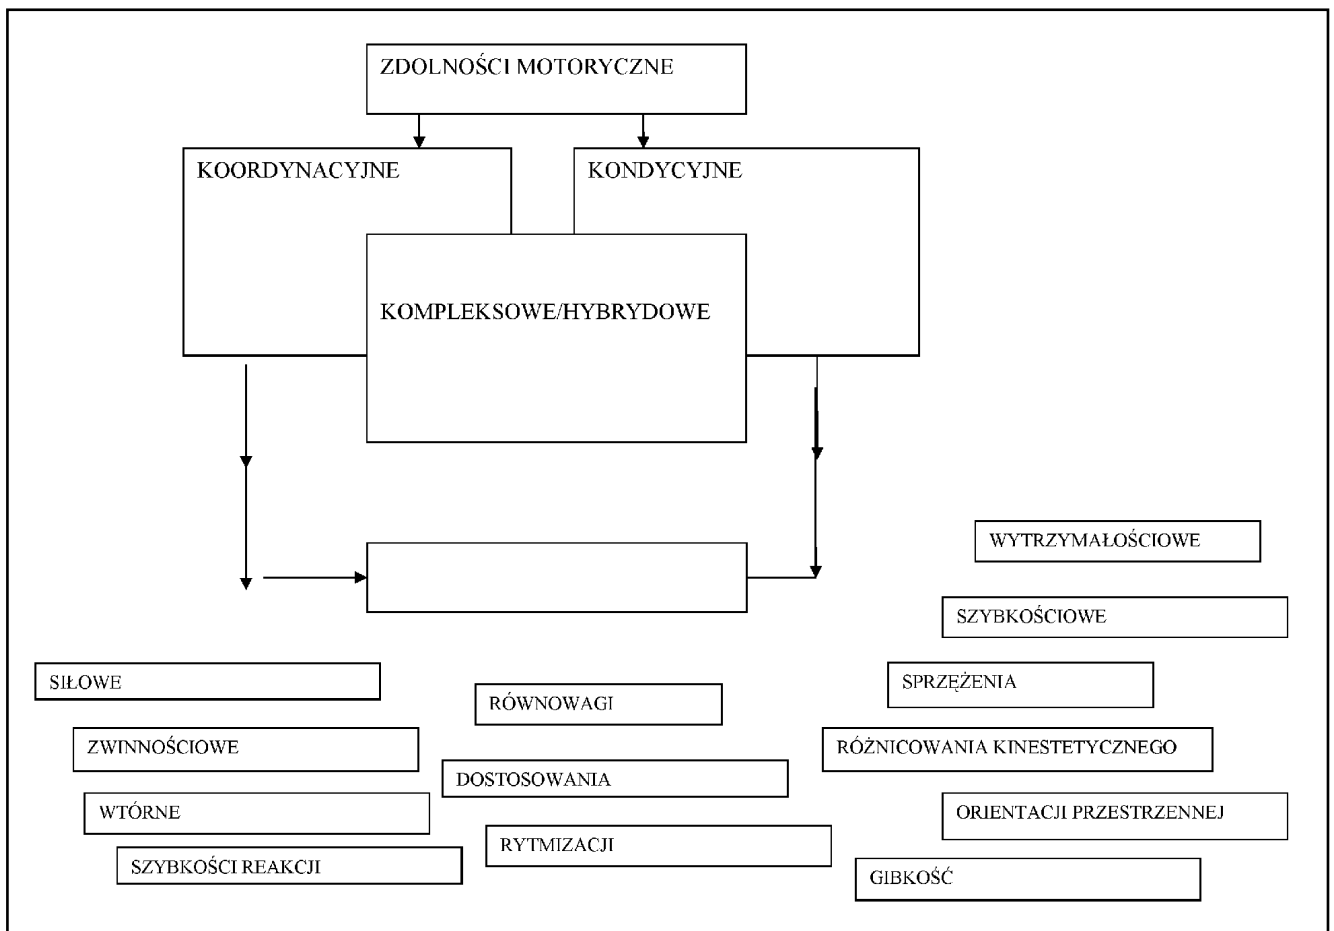 ZDOLNOŚCI MOTORYCZNE
KOORDYNACYJNE
KONDYCYJNE
KOMPLEKSOWE/HYBRYDOWE
WYTRZYMAŁOŚCIOWE
SZYBKOŚCIOWE
SIŁOWE
RÓWNOWAGI
SPRZĘŻENIA
ZWINNOŚCIOWE
DOSTOSOWANIA
RÓŻNICOWANIA KINESTETYCZNEGO
WTÓRNE
RYTMIZACJI
ORIENTACJI PRZESTRZENNEJ
SZYBKOŚCI REAKCJI
GIBKOŚĆ